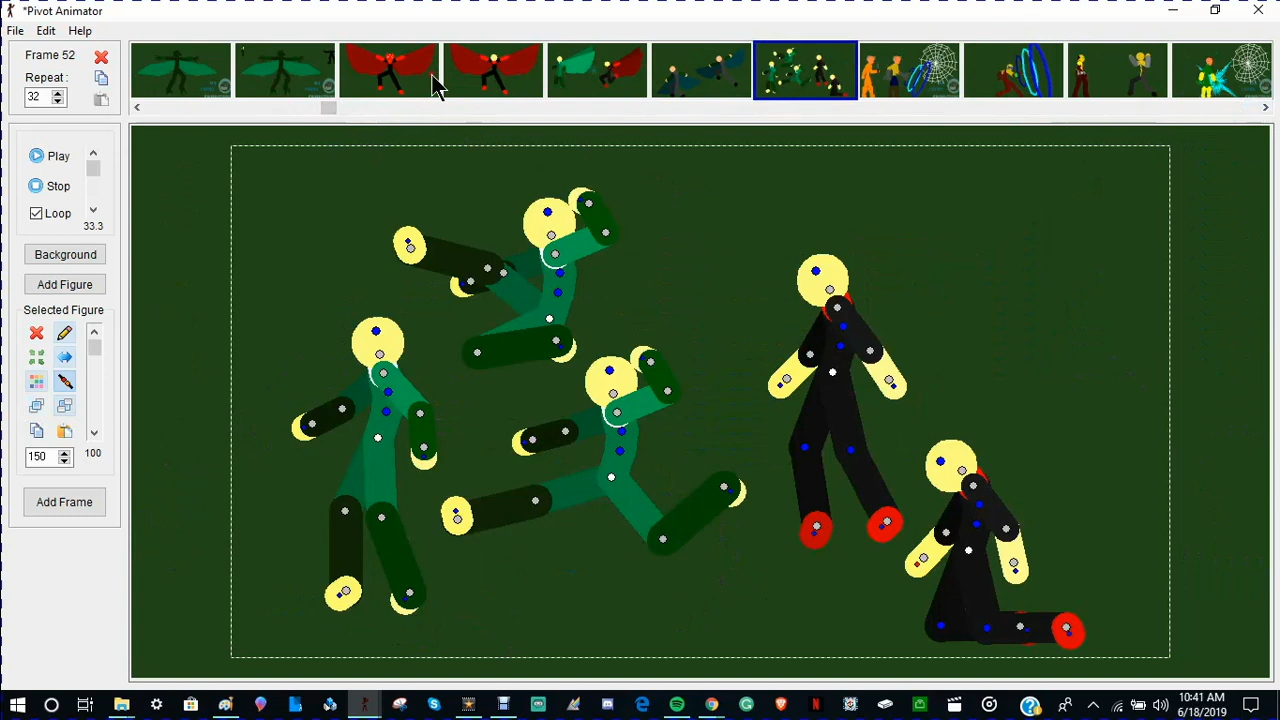 *Pivot Animator
File Edit Help
Frame 52
Repeat :
32
Play
Stop
Loop
33.3
Background
Add Figure
Selected Figure
150
100
Add Frame
10:41 AM
6/18/2019